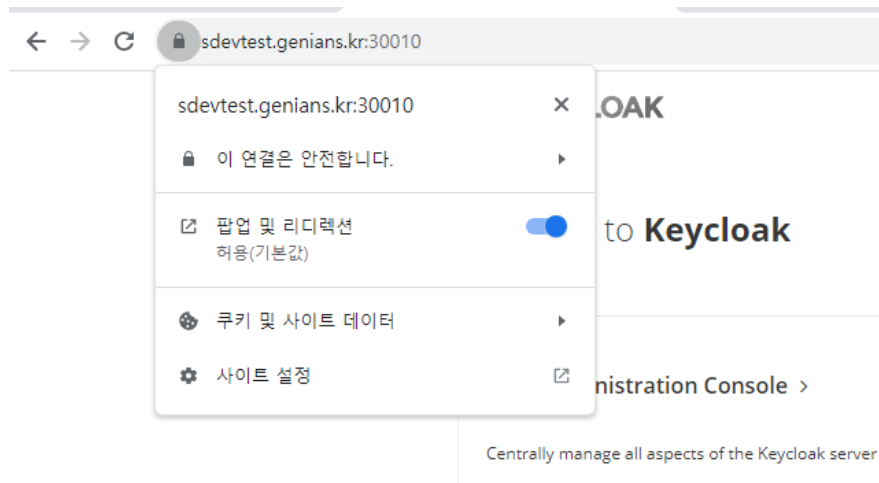 sdevtest.genians.kr:30010
sdevtest.genians.kr:30010
.OAK
이 연결은 안전합니다.
팝업 및 리디렉션
허용(기본값)
to Keycloak
쿠키 및 사이트 데이터
사이트 설정
nistration Console >
Centrally manage all aspects of the Keycloak server